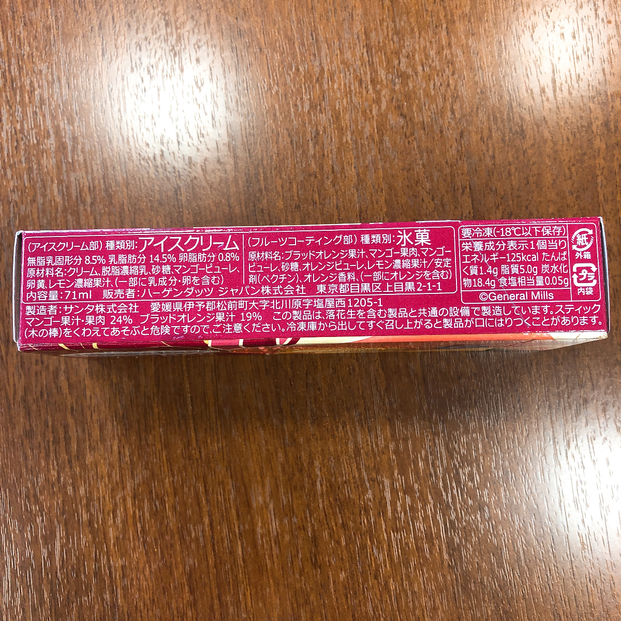 (アイスクリーム部) 種類別:アイスクリーム
無脂乳固形分 8.5% 乳脂肪分 14.5% 卵脂肪分 0.8%
原材料名:クリーム、脱脂濃縮乳、砂糖、マンゴーピューレ、
卵黄、レモン濃縮果汁、(一部に乳成分・卵を含む)
内容量:71ml 販売者:ハーゲンダッツ ジャパン株式会社 東京都目黒区上目黒2-1-1
(フルーツコーティング部) 種類別:氷菓
原材料名:ブラッドオレンジ果汁、マンゴー果肉、マンゴー
ピューレ、砂糖、オレンジピューレ、レモン濃縮果汁/安定
剤(ペクチン)、オレンジ香料、(一部にオレンジを含む)
要冷凍(-18℃以下保存)
栄養成分表示1個当り
エネルギー125kcal たんぱ
く質1.4g 脂質5.0g 炭水化
物18.4g 食塩相当量0.05g
©General Mills
紙
外箱
プラ
内袋
製造者:サンタ株式会社 愛媛県伊予郡松前町大字北川原字塩屋西1205-1
マンゴー果汁・果肉 24% ブラッドオレンジ果汁 19% この製品は、落花生を含む製品と共通の設備で製造しています。スティック
(木の棒)をくわえてあそぶと危険ですので、ご注意ください。冷凍庫から出してすぐ召し上がると製品が口にはりつくことがあります。